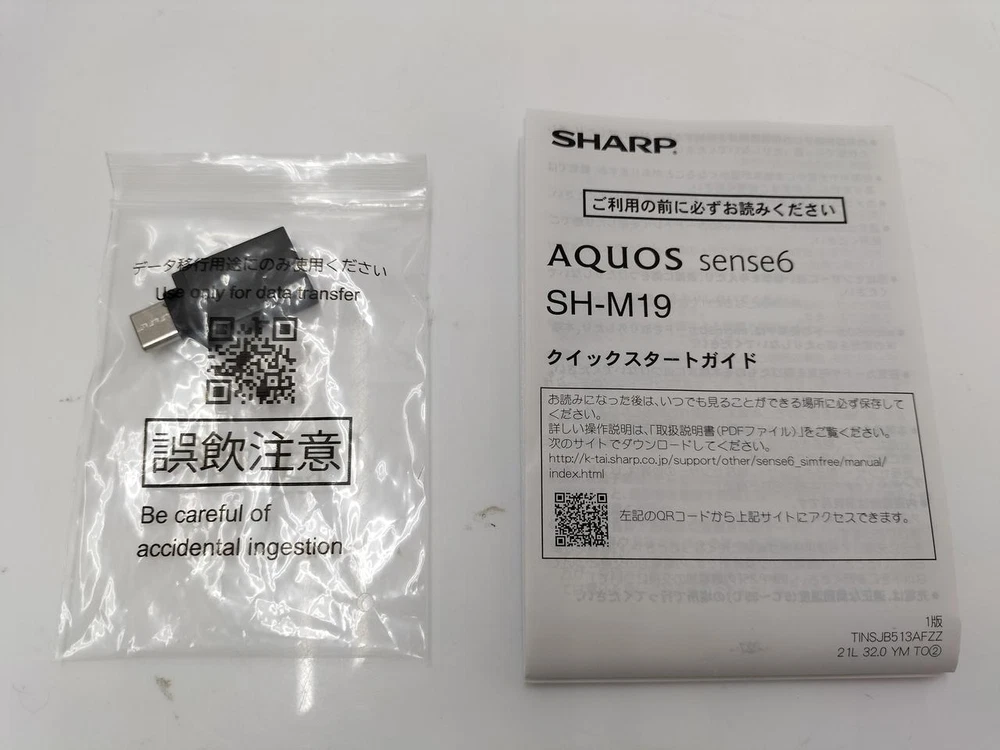 データ移行用途にのみ使用ください
Use only for data transfer
誤飲注意
Be careful of
accidental ingestion
SHARP
ご利用の前に必ずお読みください
AQUOS sense6
SH-M19
クイックスタートガイド
お読みになった後は、いつでも見ることができる場所に必ず保存して
ください。
詳しい操作説明は、「取扱説明書(PDFファイル)」をご覧ください。
次のサイトでダウンロードしてください。
http://k-tai.sharp.co.jp/support/other/sense6_simfree/manual/
index.html
左記のQRコードから上記サイトにアクセスできます。
1版
TINSJB513AFZZ
21L 32.0 YM TO②